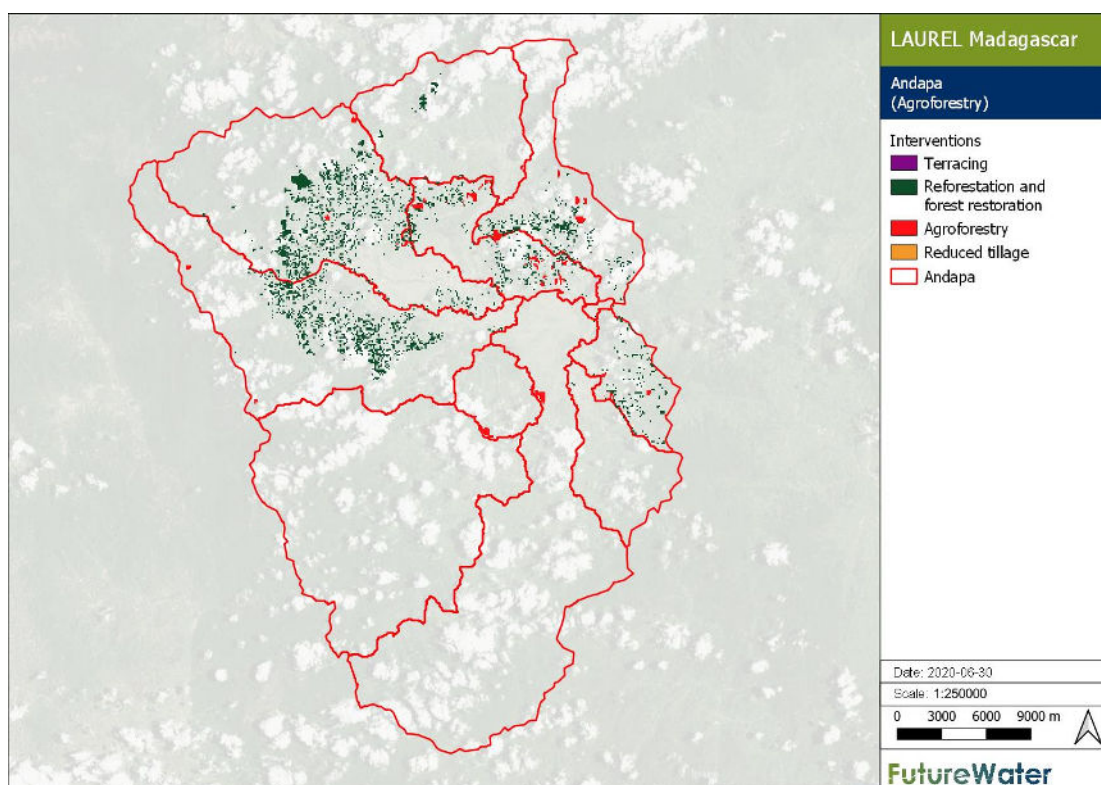 LAUREL Madagascar
Andapa
(Agroforestry)
Interventions
Terracing
Reforestation and
forest restoration
Agroforestry
Reduced tillage
Andapa
Date: 2020-06-30
Scale: 1:250000
0 3000 6000 9000 m
FutureWater